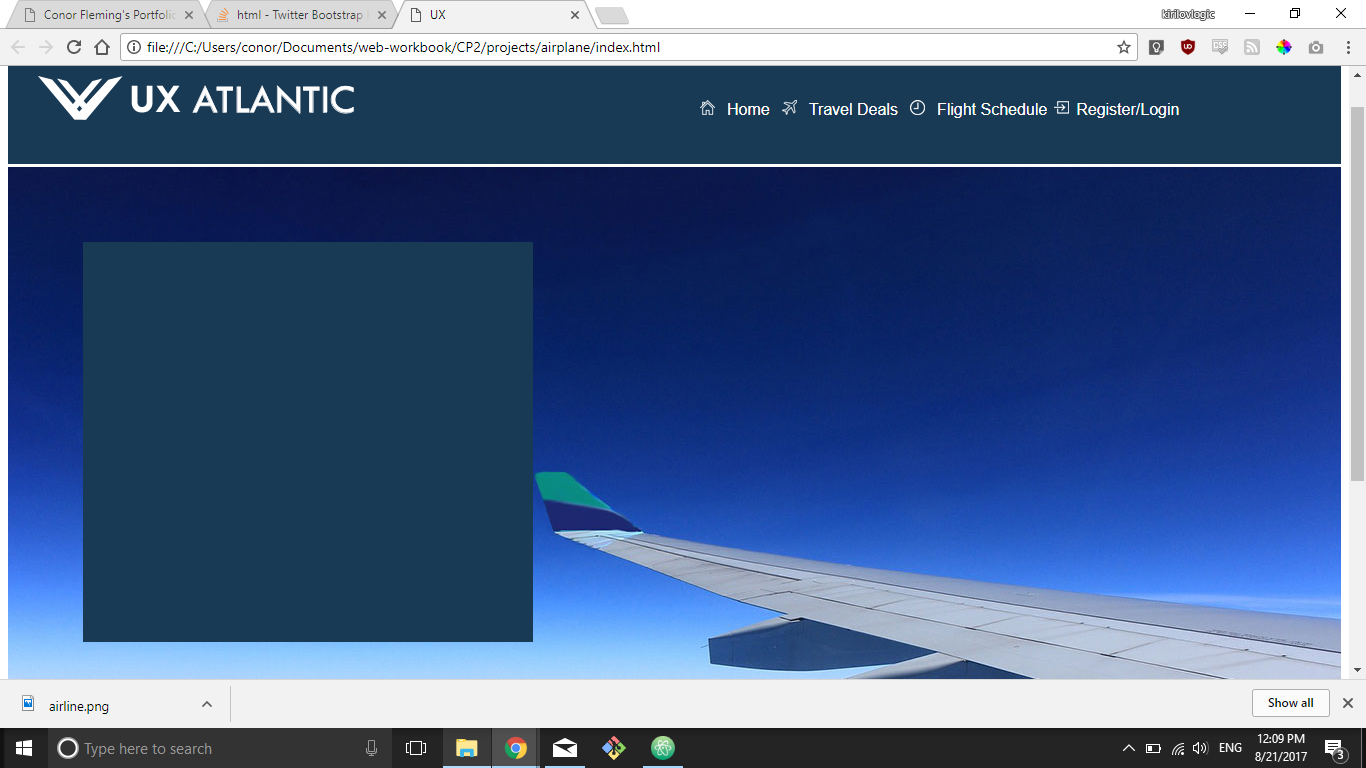 Conor Fleming's Portfolio
html - Twitter Bootstrap
UX
kirilovlogic
file:///C:/Users/conor/Documents/web-workbook/CP2/projects/airplane/index.html
UX ATLANTIC
Home Travel Deals Flight Schedule Register/Login
airline.png
Show all
Type here to search
ENG
12:09 PM
8/21/2017
3